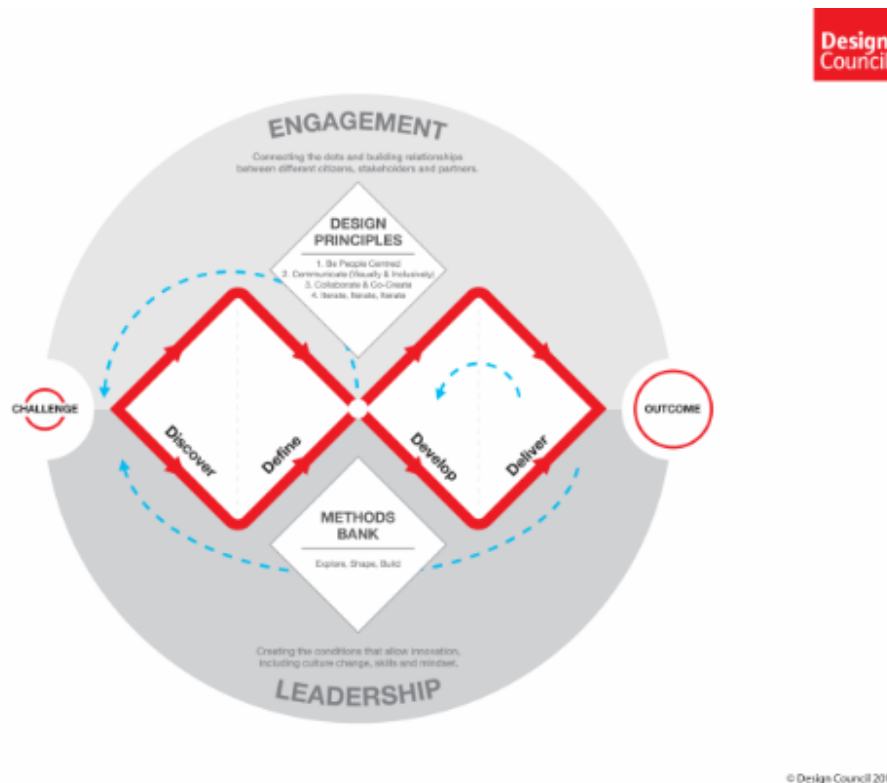 Design
Council
ENGAGEMENT
Connecting the dots and building relationships
between different citizens, stakeholders and partners.
DESIGN
PRINCIPLES
1. Be People Centred
2. Communicate (Visually & Inclusively)
3. Collaborate & Co-Create
4. Iterate, Iterate, Iterate
CHALLENGE
OUTCOME
Discover
Define
Develop
Deliver
METHODS
BANK
Explore, Shape, Build
Creating the conditions that allow innovation,
including culture change, skills and mindset.
LEADERSHIP
© Design Council